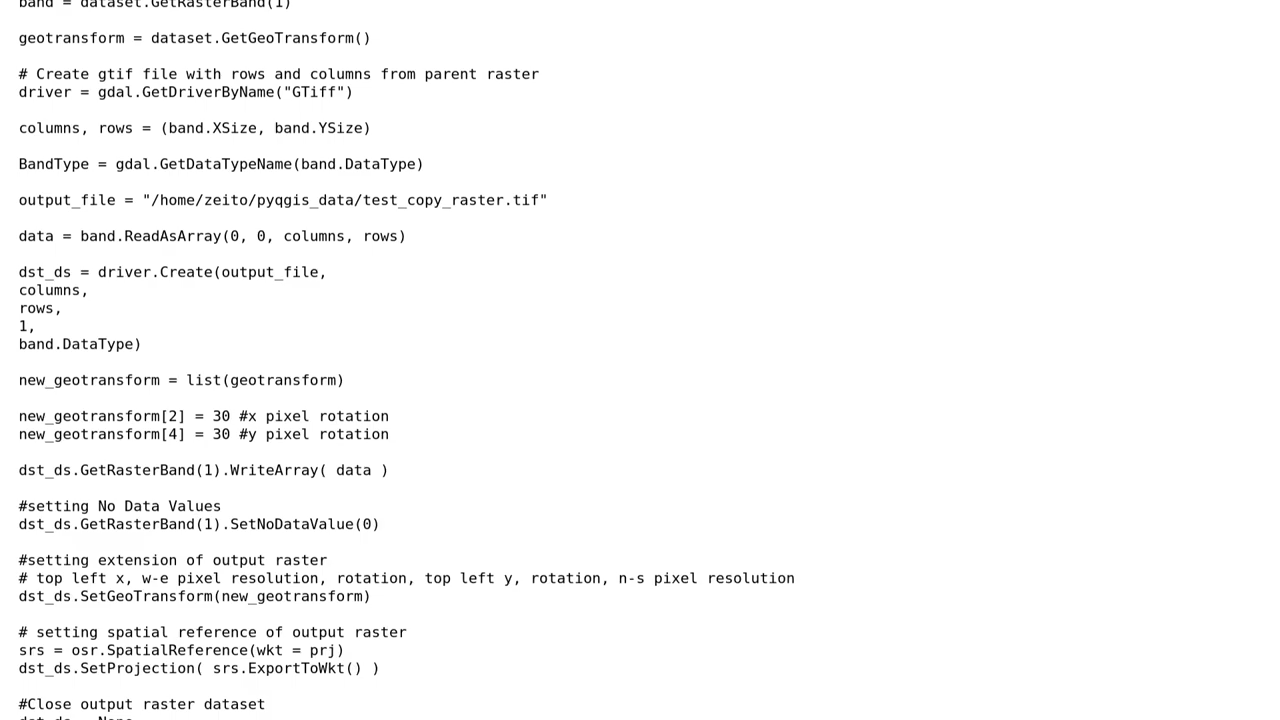 band = dataset.GetRasterBand(1)
geotransform = dataset.GetGeoTransform()
# Create gtif file with rows and columns from parent raster
driver = gdal.GetDriverByName("GTiff")
columns, rows = (band.XSize, band.YSize)
BandType = gdal.GetDataTypeName(band.DataType)
output_file = "/home/zeito/pyqgis_data/test_copy_raster.tif"
data = band.ReadAsArray(0, 0, columns, rows)
dst_ds = driver.Create(output_file,
columns,
rows,
1,
band.DataType)
new_geotransform = list(geotransform)
new_geotransform[2] = 30 #x pixel rotation
new_geotransform[4] = 30 #y pixel rotation
dst_ds.GetRasterBand(1).WriteArray( data )
#setting No Data Values
dst_ds.GetRasterBand(1).SetNoDataValue(0)
#setting extension of output raster
# top left x, w-e pixel resolution, rotation, top left y, rotation, n-s pixel resolution
dst_ds.SetGeoTransform(new_geotransform)
# setting spatial reference of output raster
srs = osr.SpatialReference(wkt = prj)
dst_ds.SetProjection( srs.ExportToWkt() )
#Close output raster dataset
dst_ds = None